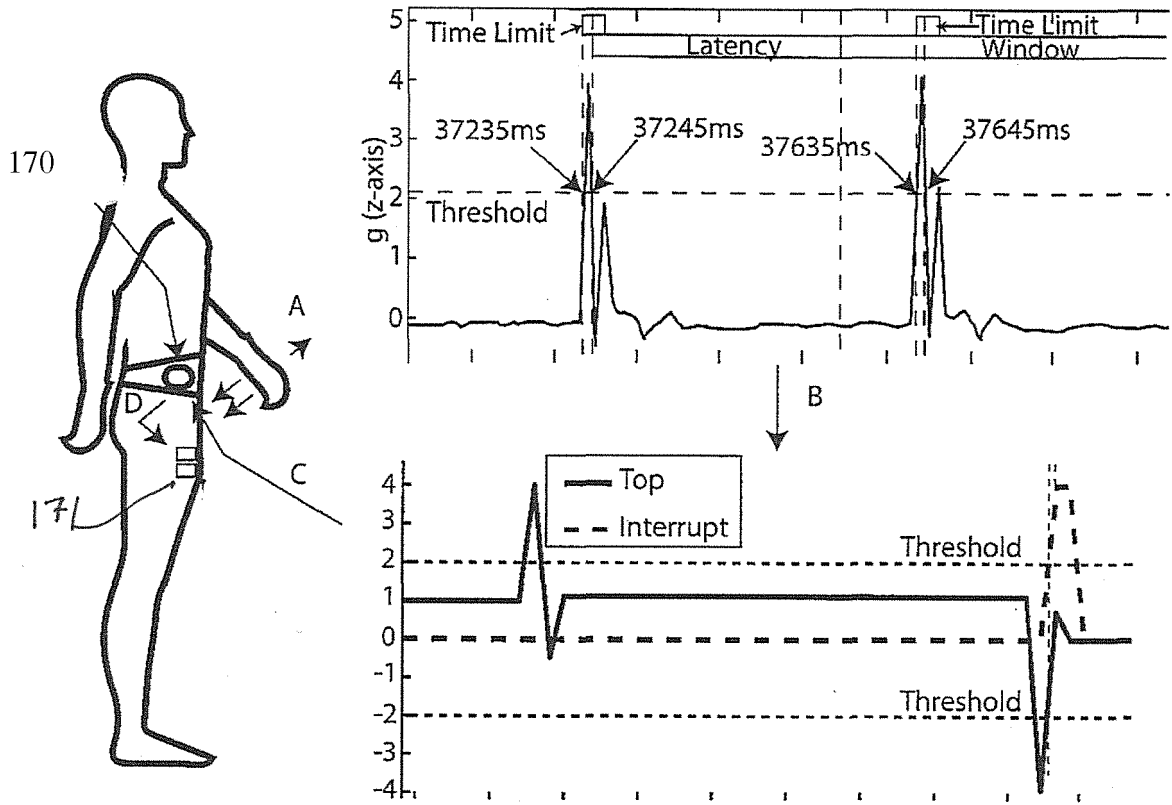 170
A
D
C
171
5
4
3
2
1
0
g (z-axis)
Time Limit
Time Limit
Latency
Window
37235ms
37245ms
37635ms
37645ms
Threshold
B
4
3
2
1
0
-1
-2
-3
-4
Top
Interrupt
Threshold
Threshold